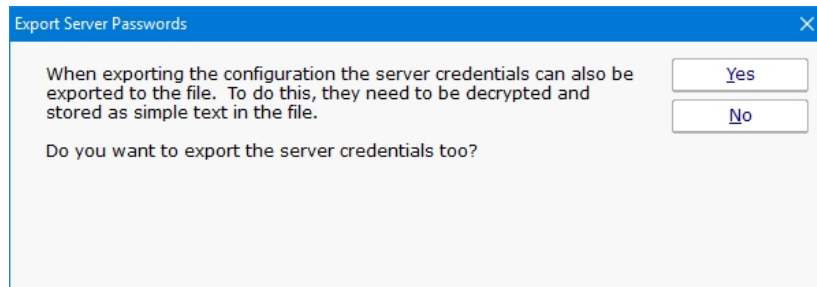 Export Server Passwords
When exporting the configuration the server credentials can also be
exported to the file.  To do this, they need to be decrypted and
stored as simple text in the file.
Do you want to export the server credentials too?
Yes
No